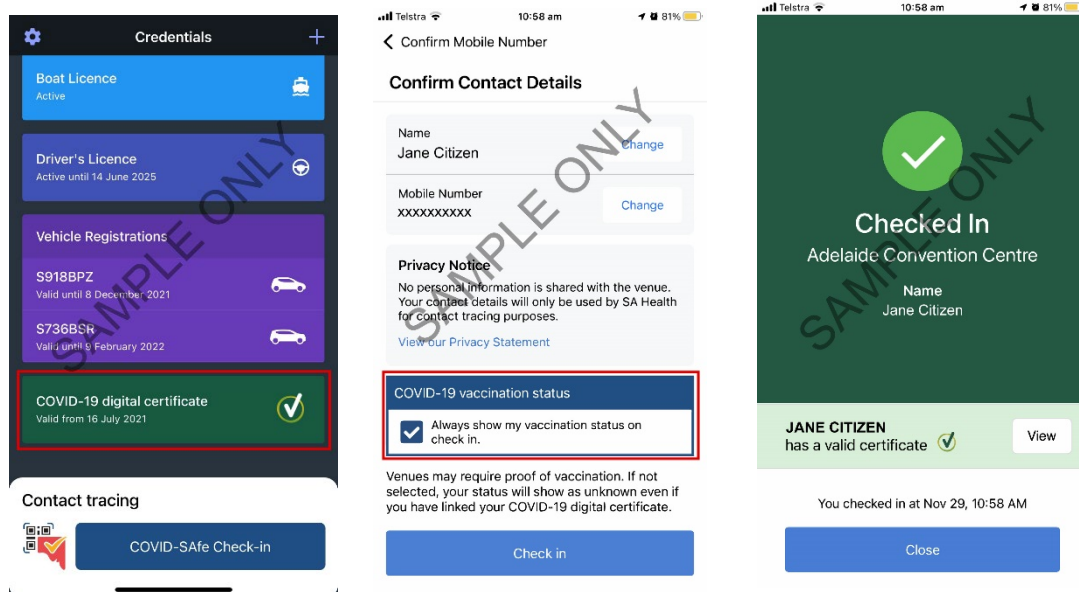 Credentials
+
Boat Licence
Active
Driver's Licence
Active until 14 June 2025
Vehicle Registrations
S918BPZ
Valid until 8 December 2021
S736BSR
Valid until 9 February 2022
COVID-19 digital certificate
Valid from 16 July 2021
Contact tracing
COVID-SAfe Check-in
SAMPLE ONLY
Telstra 10:58 am 81%
Confirm Mobile Number
Confirm Contact Details
Name
Jane Citizen
Change
Mobile Number
xxxxxxxxxx
Change
Privacy Notice
No personal information is shared with the venue.
Your contact details will only be used by SA Health
for contact tracing purposes.
View our Privacy Statement
COVID-19 vaccination status
Always show my vaccination status on
check in.
Venues may require proof of vaccination. If not
selected, your status will show as unknown even if
you have linked your COVID-19 digital certificate.
Check in
SAMPLE ONLY
Telstra 10:58 am 81%
Checked In
Adelaide Convention Centre
Name
Jane Citizen
JANE CITIZEN
has a valid certificate
View
You checked in at Nov 29, 10:58 AM
Close
SAMPLE ONLY